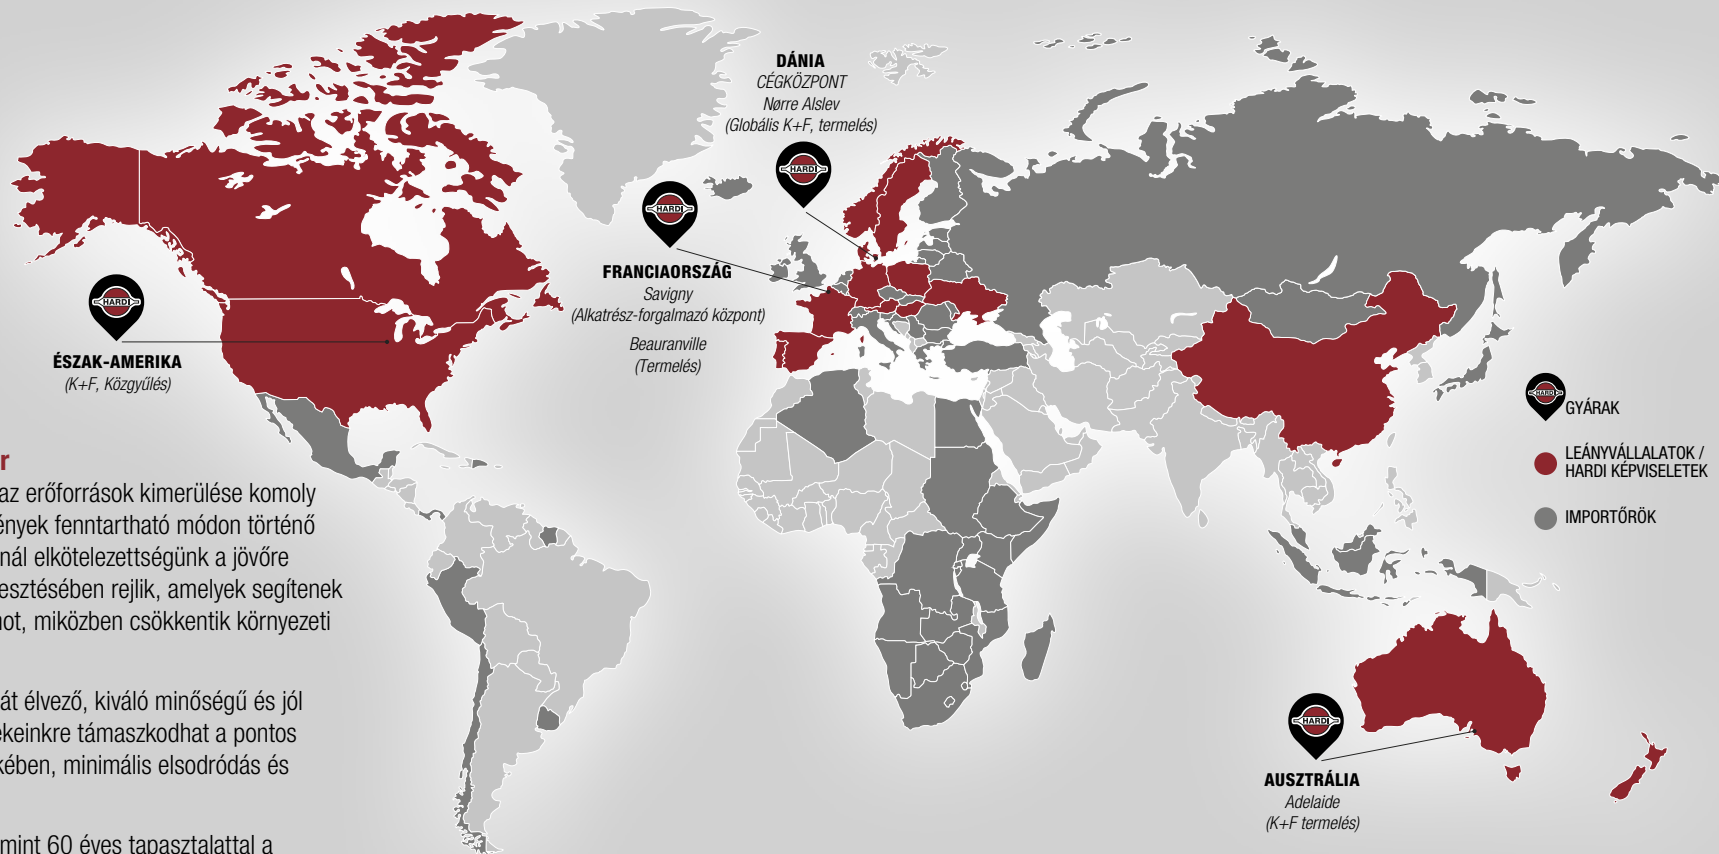 DÁNIA
CÉGKÖZPONT
Nørre Alslev
(Globális K+F, termelés)
HARDI
HARDI
FRANCIAORSZÁG
Savigny
(Alkatrész-forgalmazó központ)
Beauranville
(Termelés)
HARDI
ÉSZAK-AMERIKA
(K+F, Közgyűlés)
HARDI
GYÁRAK
LEÁNYVÁLLALATOK /
HARDI KÉPVISELETEK
IMPORTŐRÖK
HARDI
AUSZTRÁLIA
Adelaide
(K+F termelés)
r
az erőforrások kimerülése komoly
ények fenntartható módon történő
nál elkötelezettségünk a jövőre
esztésében rejlik, amelyek segítenek
not, miközben csökkentik környezeti
át élvező, kiváló minőségű és jól
ékeinkre támaszkodhat a pontos
kében, minimális elsodródás és
mint 60 éves tapasztalattal a